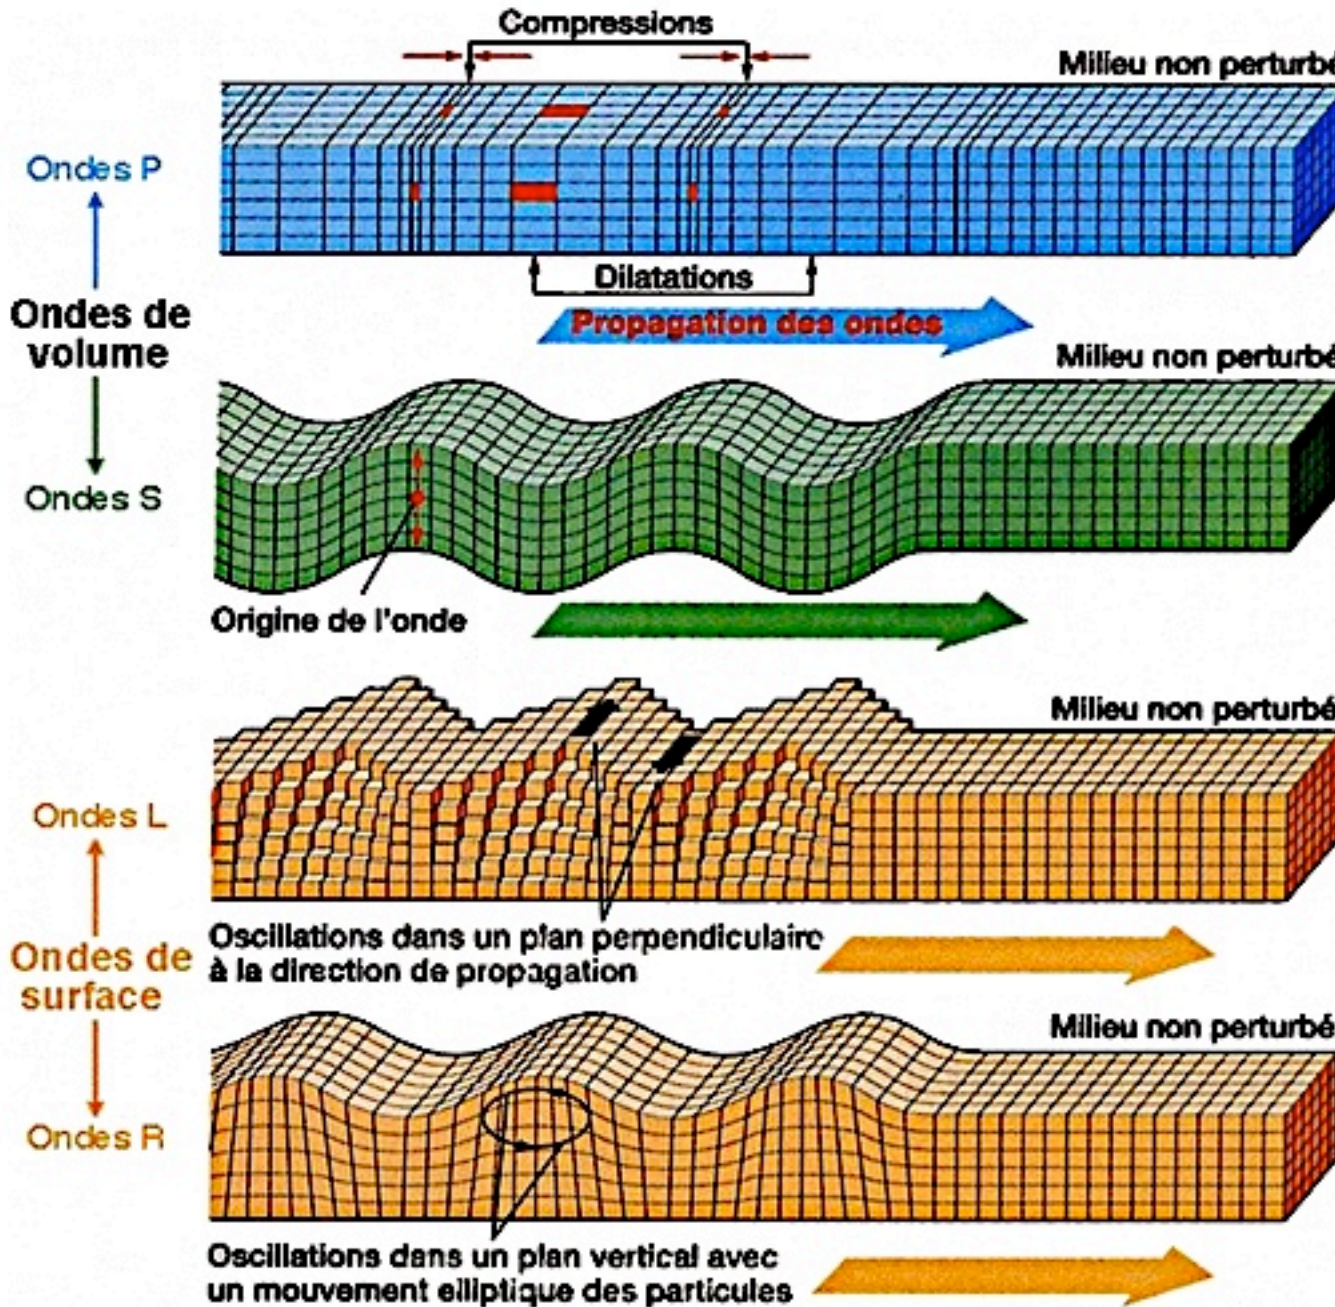 Compressions
Milieu non perturbé
Ondes P
Dilatations
Ondes de
volume
Propagation des ondes
Milieu non perturbé
Ondes S
Origine de l'onde
Milieu non perturbé
Ondes L
Oscillations dans un plan perpendiculaire
à la direction de propagation
Ondes de
surface
Milieu non perturbé
Ondes R
Oscillations dans un plan vertical avec
un mouvement elliptique des particules